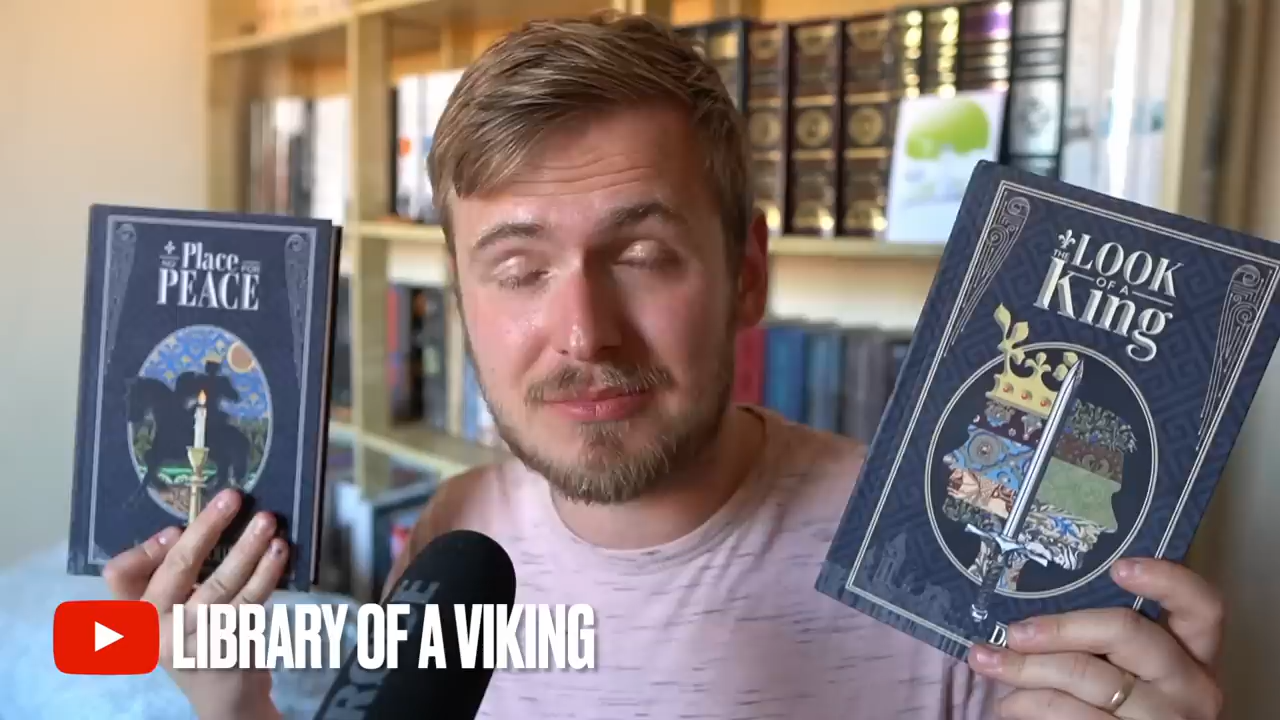 NO Place FOR
PEACE
THE LOOK
OF A
King
LIBRARY OF A VIKING